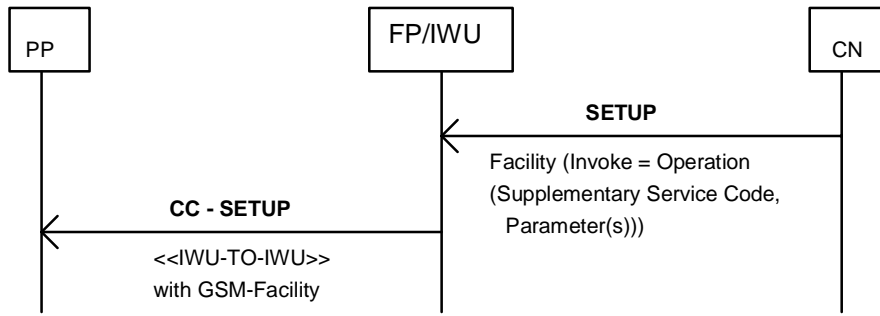 PP
FP/IWU
CN
SETUP
Facility (Invoke = Operation
(Supplementary Service Code,
Parameter(s)))
CC - SETUP
<<IWU-TO-IWU>>
with GSM-Facility